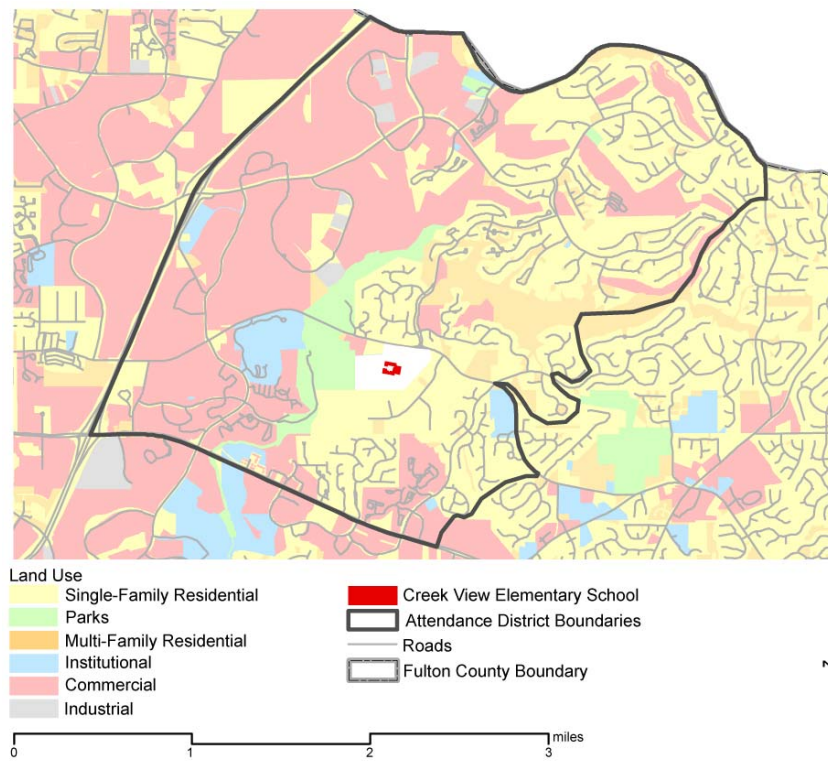 Land Use
Single-Family Residential
Parks
Multi-Family Residential
Institutional
Commercial
Industrial
Creek View Elementary School
Attendance District Boundaries
Roads
Fulton County Boundary
miles
0 1 2 3